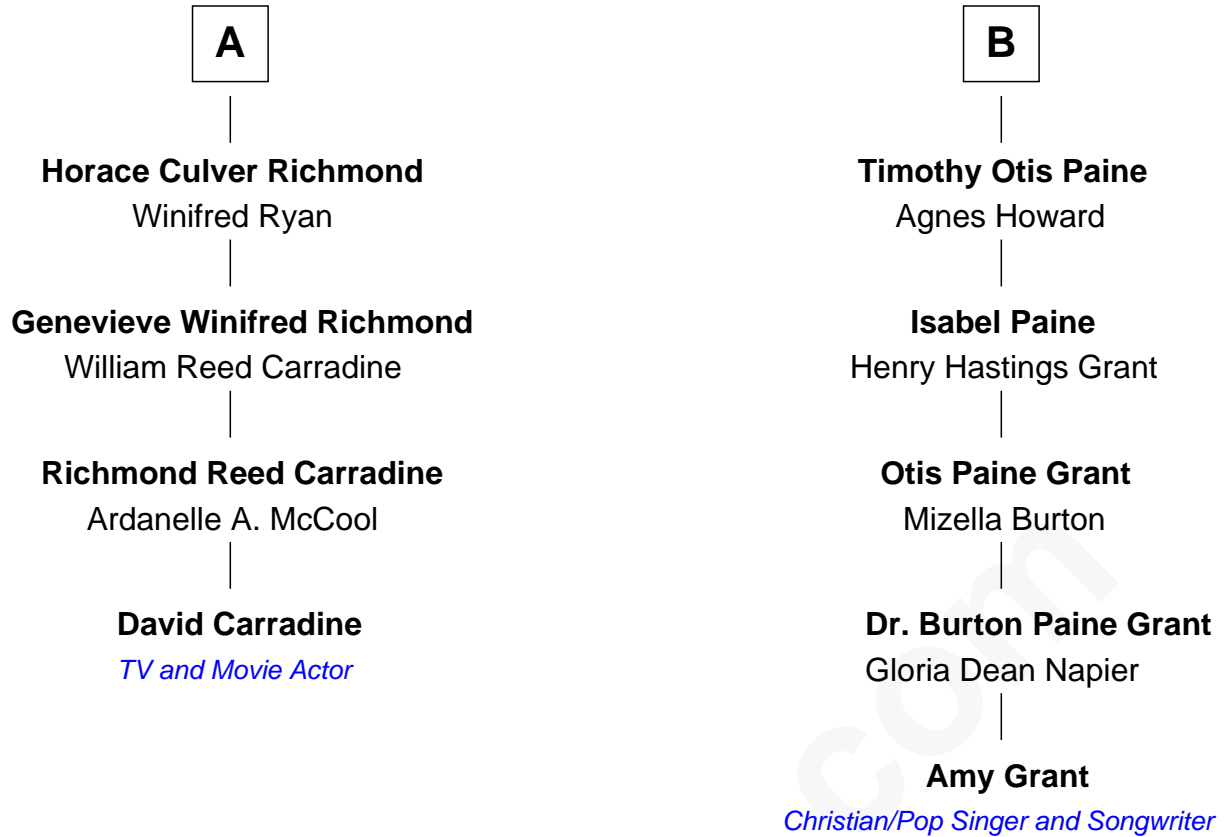 A
Horace Culver Richmond
Winifred Ryan
Genevieve Winifred Richmond
William Reed Carradine
Richmond Reed Carradine
Ardanelle A. McCool
David Carradine
TV and Movie Actor
B
Timothy Otis Paine
Agnes Howard
Isabel Paine
Henry Hastings Grant
Otis Paine Grant
Mizella Burton
Dr. Burton Paine Grant
Gloria Dean Napier
Amy Grant
Christian/Pop Singer and Songwriter
com